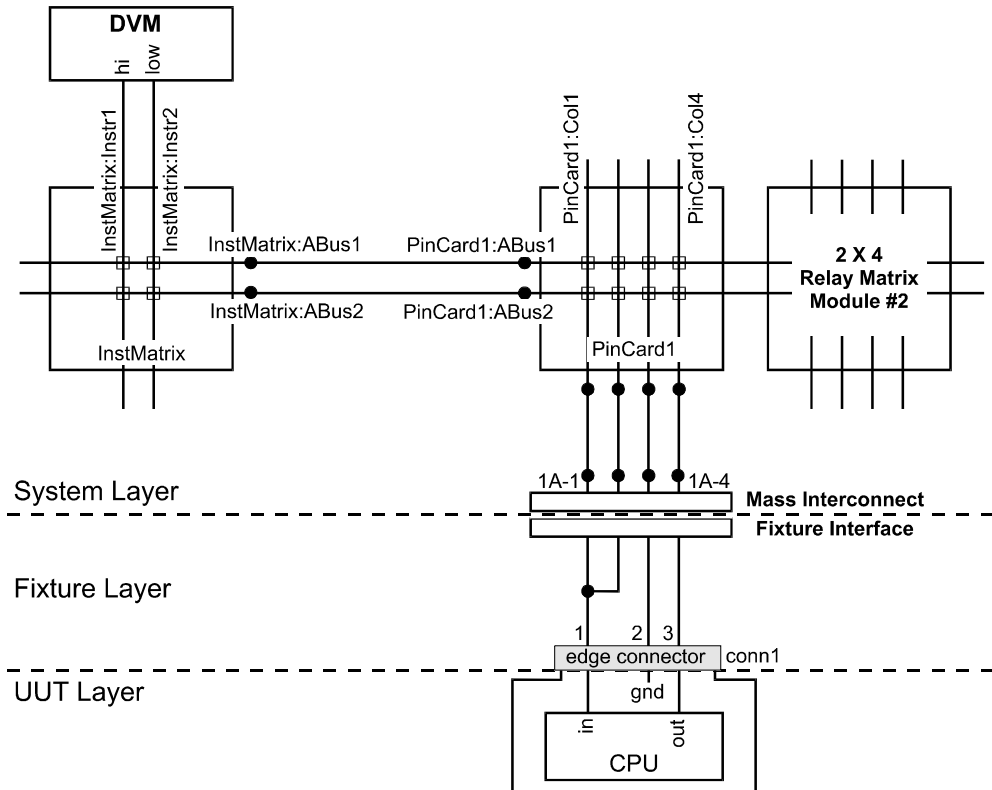 DVM
hi
low
InstMatrix:Instr1
InstMatrix:Instr2
PinCard1:Col1
PinCard1:Col4
InstMatrix:ABus1
PinCard1:ABus1
InstMatrix:ABus2
PinCard1:ABus2
2 X 4
Relay Matrix
Module #2
InstMatrix
PinCard1
System Layer
1A-1
1A-4
Mass Interconnect
Fixture Interface
Fixture Layer
1
2
3
edge connector
conn1
UUT Layer
gnd
in
out
CPU